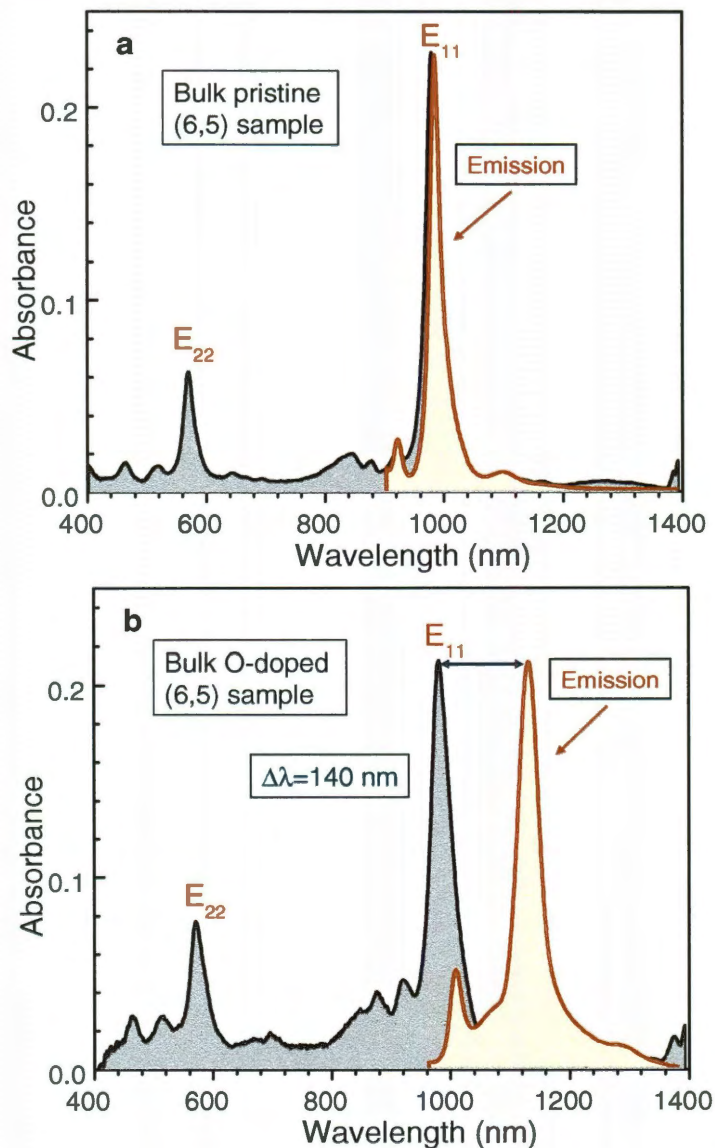 a
E₁₁
Bulk pristine
(6,5) sample
Emission
0.2
0.1
0.0
Absorbance
E₂₂
400 600 800 1000 1200 1400
Wavelength (nm)
b
E₁₁
Bulk O-doped
(6,5) sample
Emission
Δλ=140 nm
0.2
0.1
0.0
Absorbance
E₂₂
400 600 800 1000 1200 1400
Wavelength (nm)